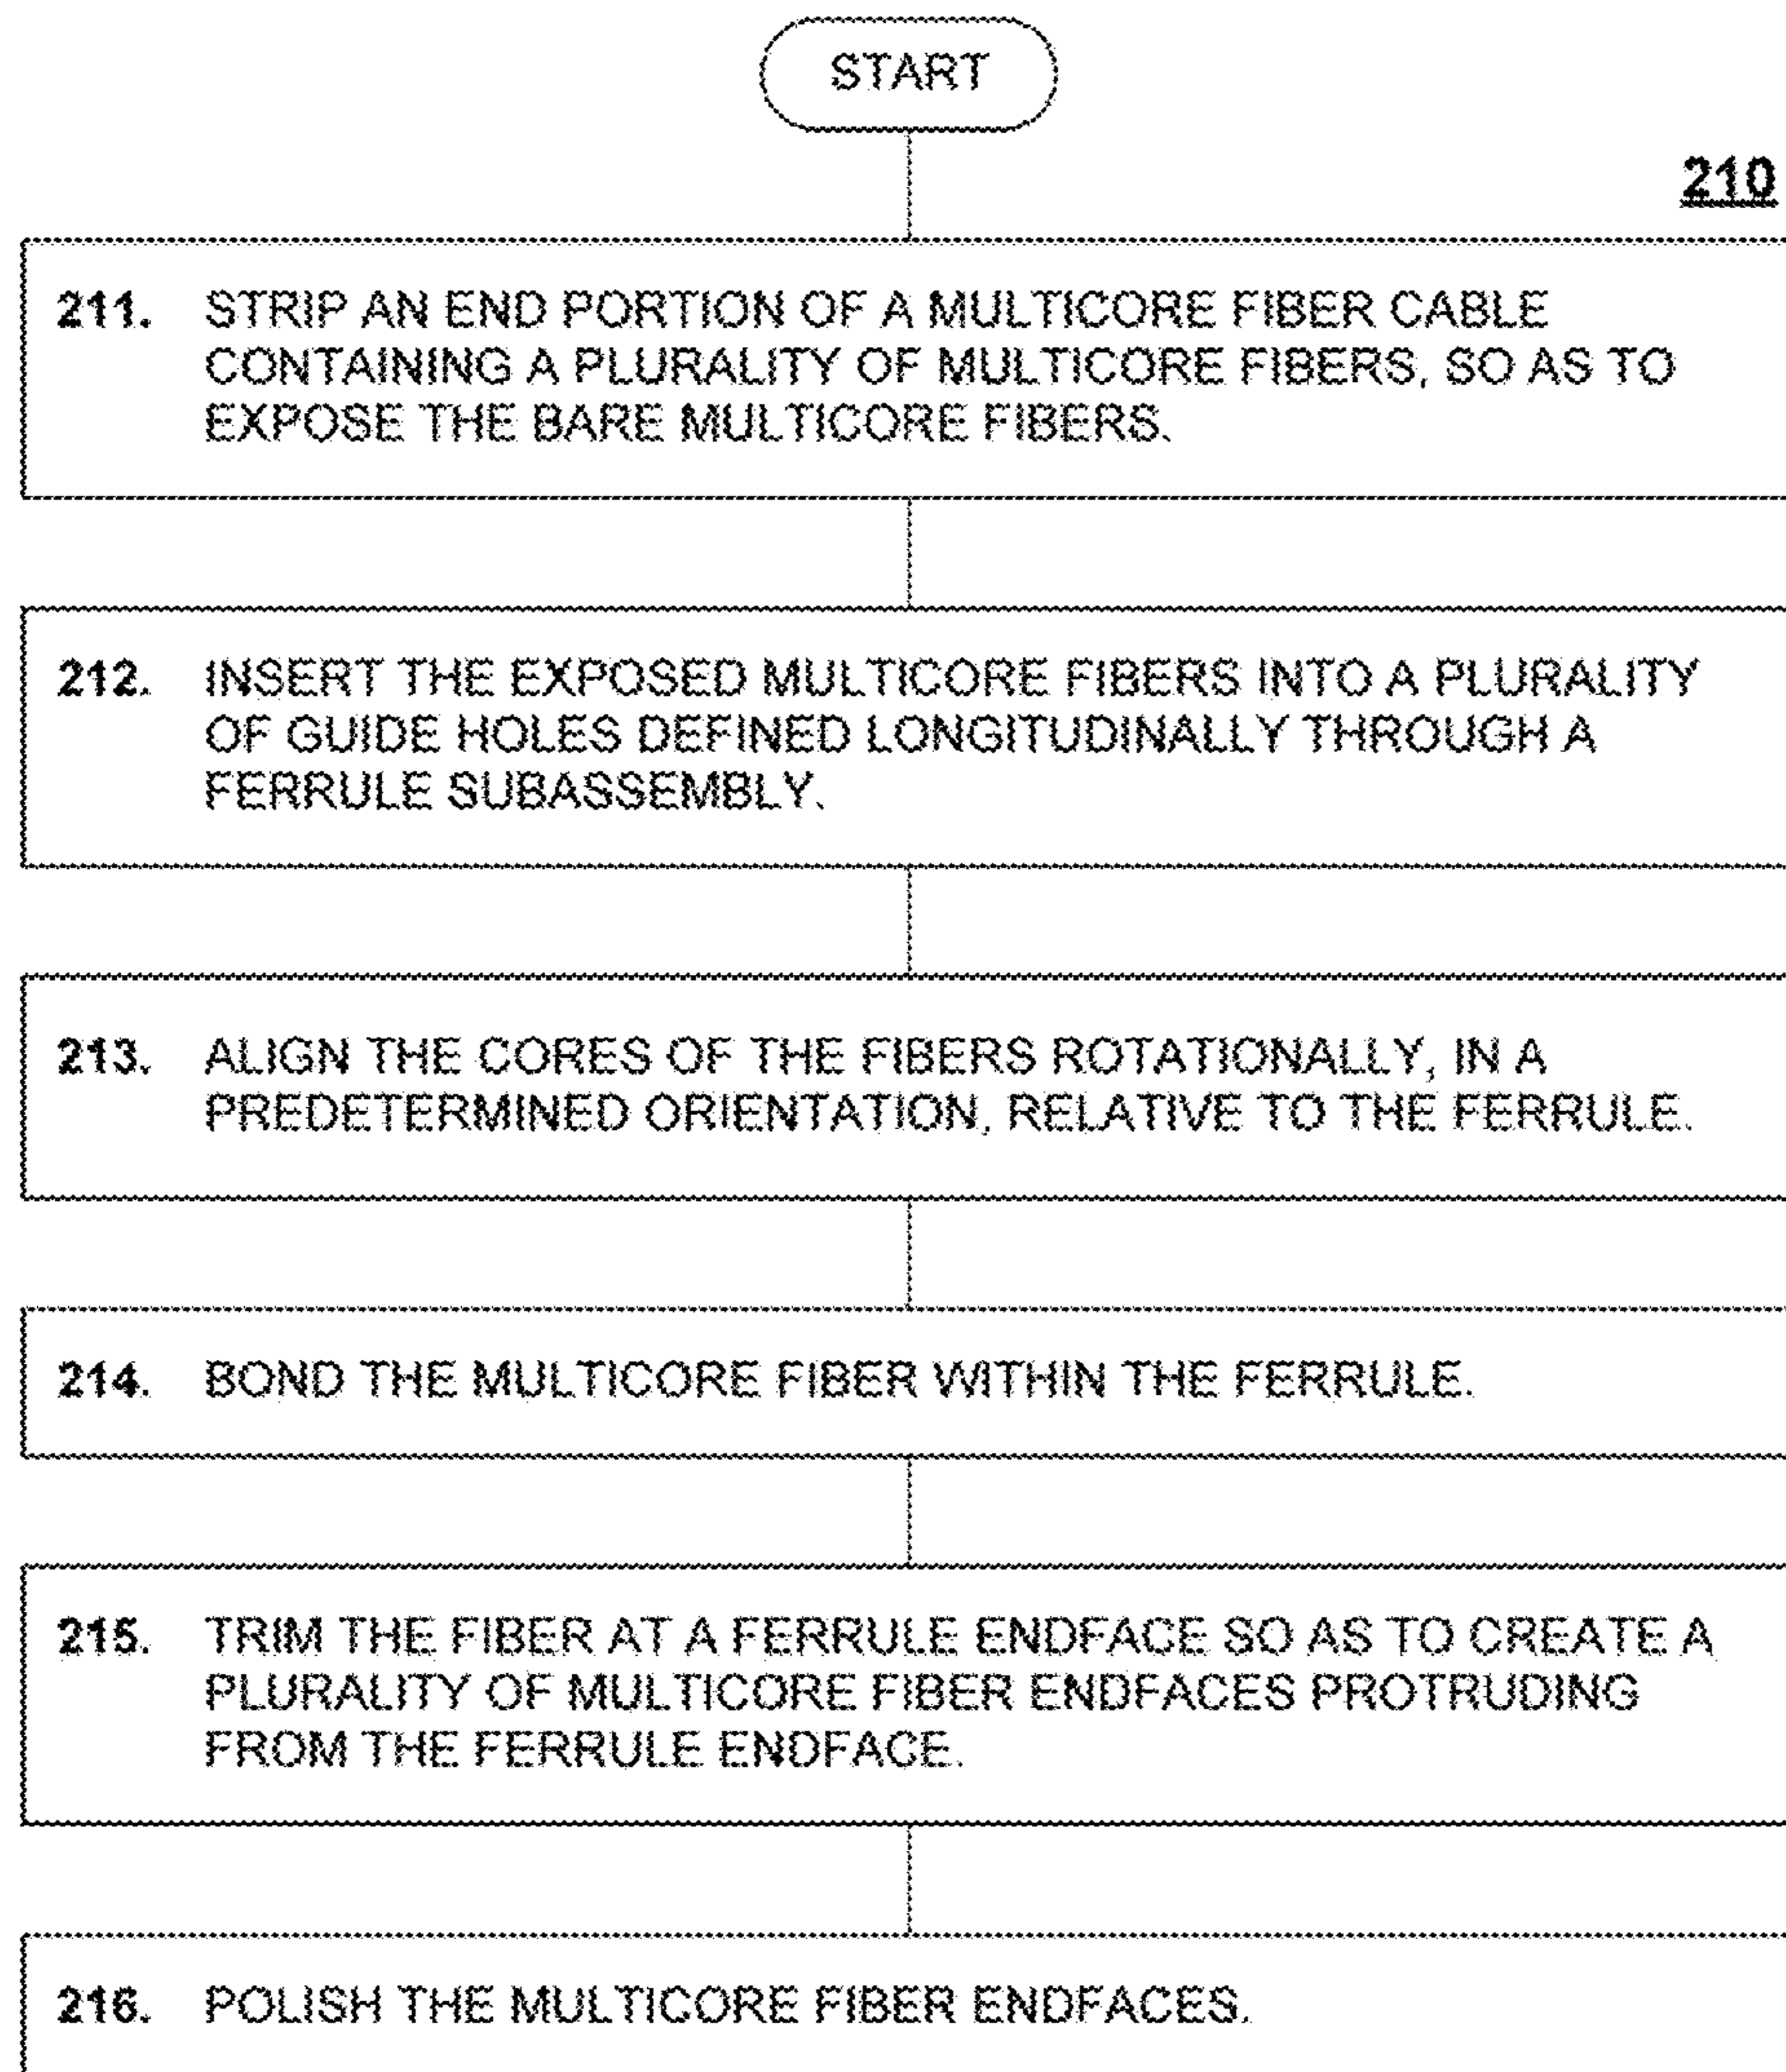 START
210
211. STRIP AN END PORTION OF A MULTICORE FIBER CABLE
CONTAINING A PLURALITY OF MULTICORE FIBERS, SO AS TO
EXPOSE THE BARE MULTICORE FIBERS.
212. INSERT THE EXPOSED MULTICORE FIBERS INTO A PLURALITY
OF GUIDE HOLES DEFINED LONGITUDINALLY THROUGH A
FERRULE SUBASSEMBLY.
213. ALIGN THE CORES OF THE FIBERS ROTATIONALLY, IN A
PREDETERMINED ORIENTATION, RELATIVE TO THE FERRULE.
214. BOND THE MULTICORE FIBER WITHIN THE FERRULE.
215. TRIM THE FIBER AT A FERRULE ENDFACE SO AS TO CREATE A
PLURALITY OF MULTICORE FIBER ENDFACES PROTRUDING
FROM THE FERRULE ENDFACE.
216. POLISH THE MULTICORE FIBER ENDFACES.